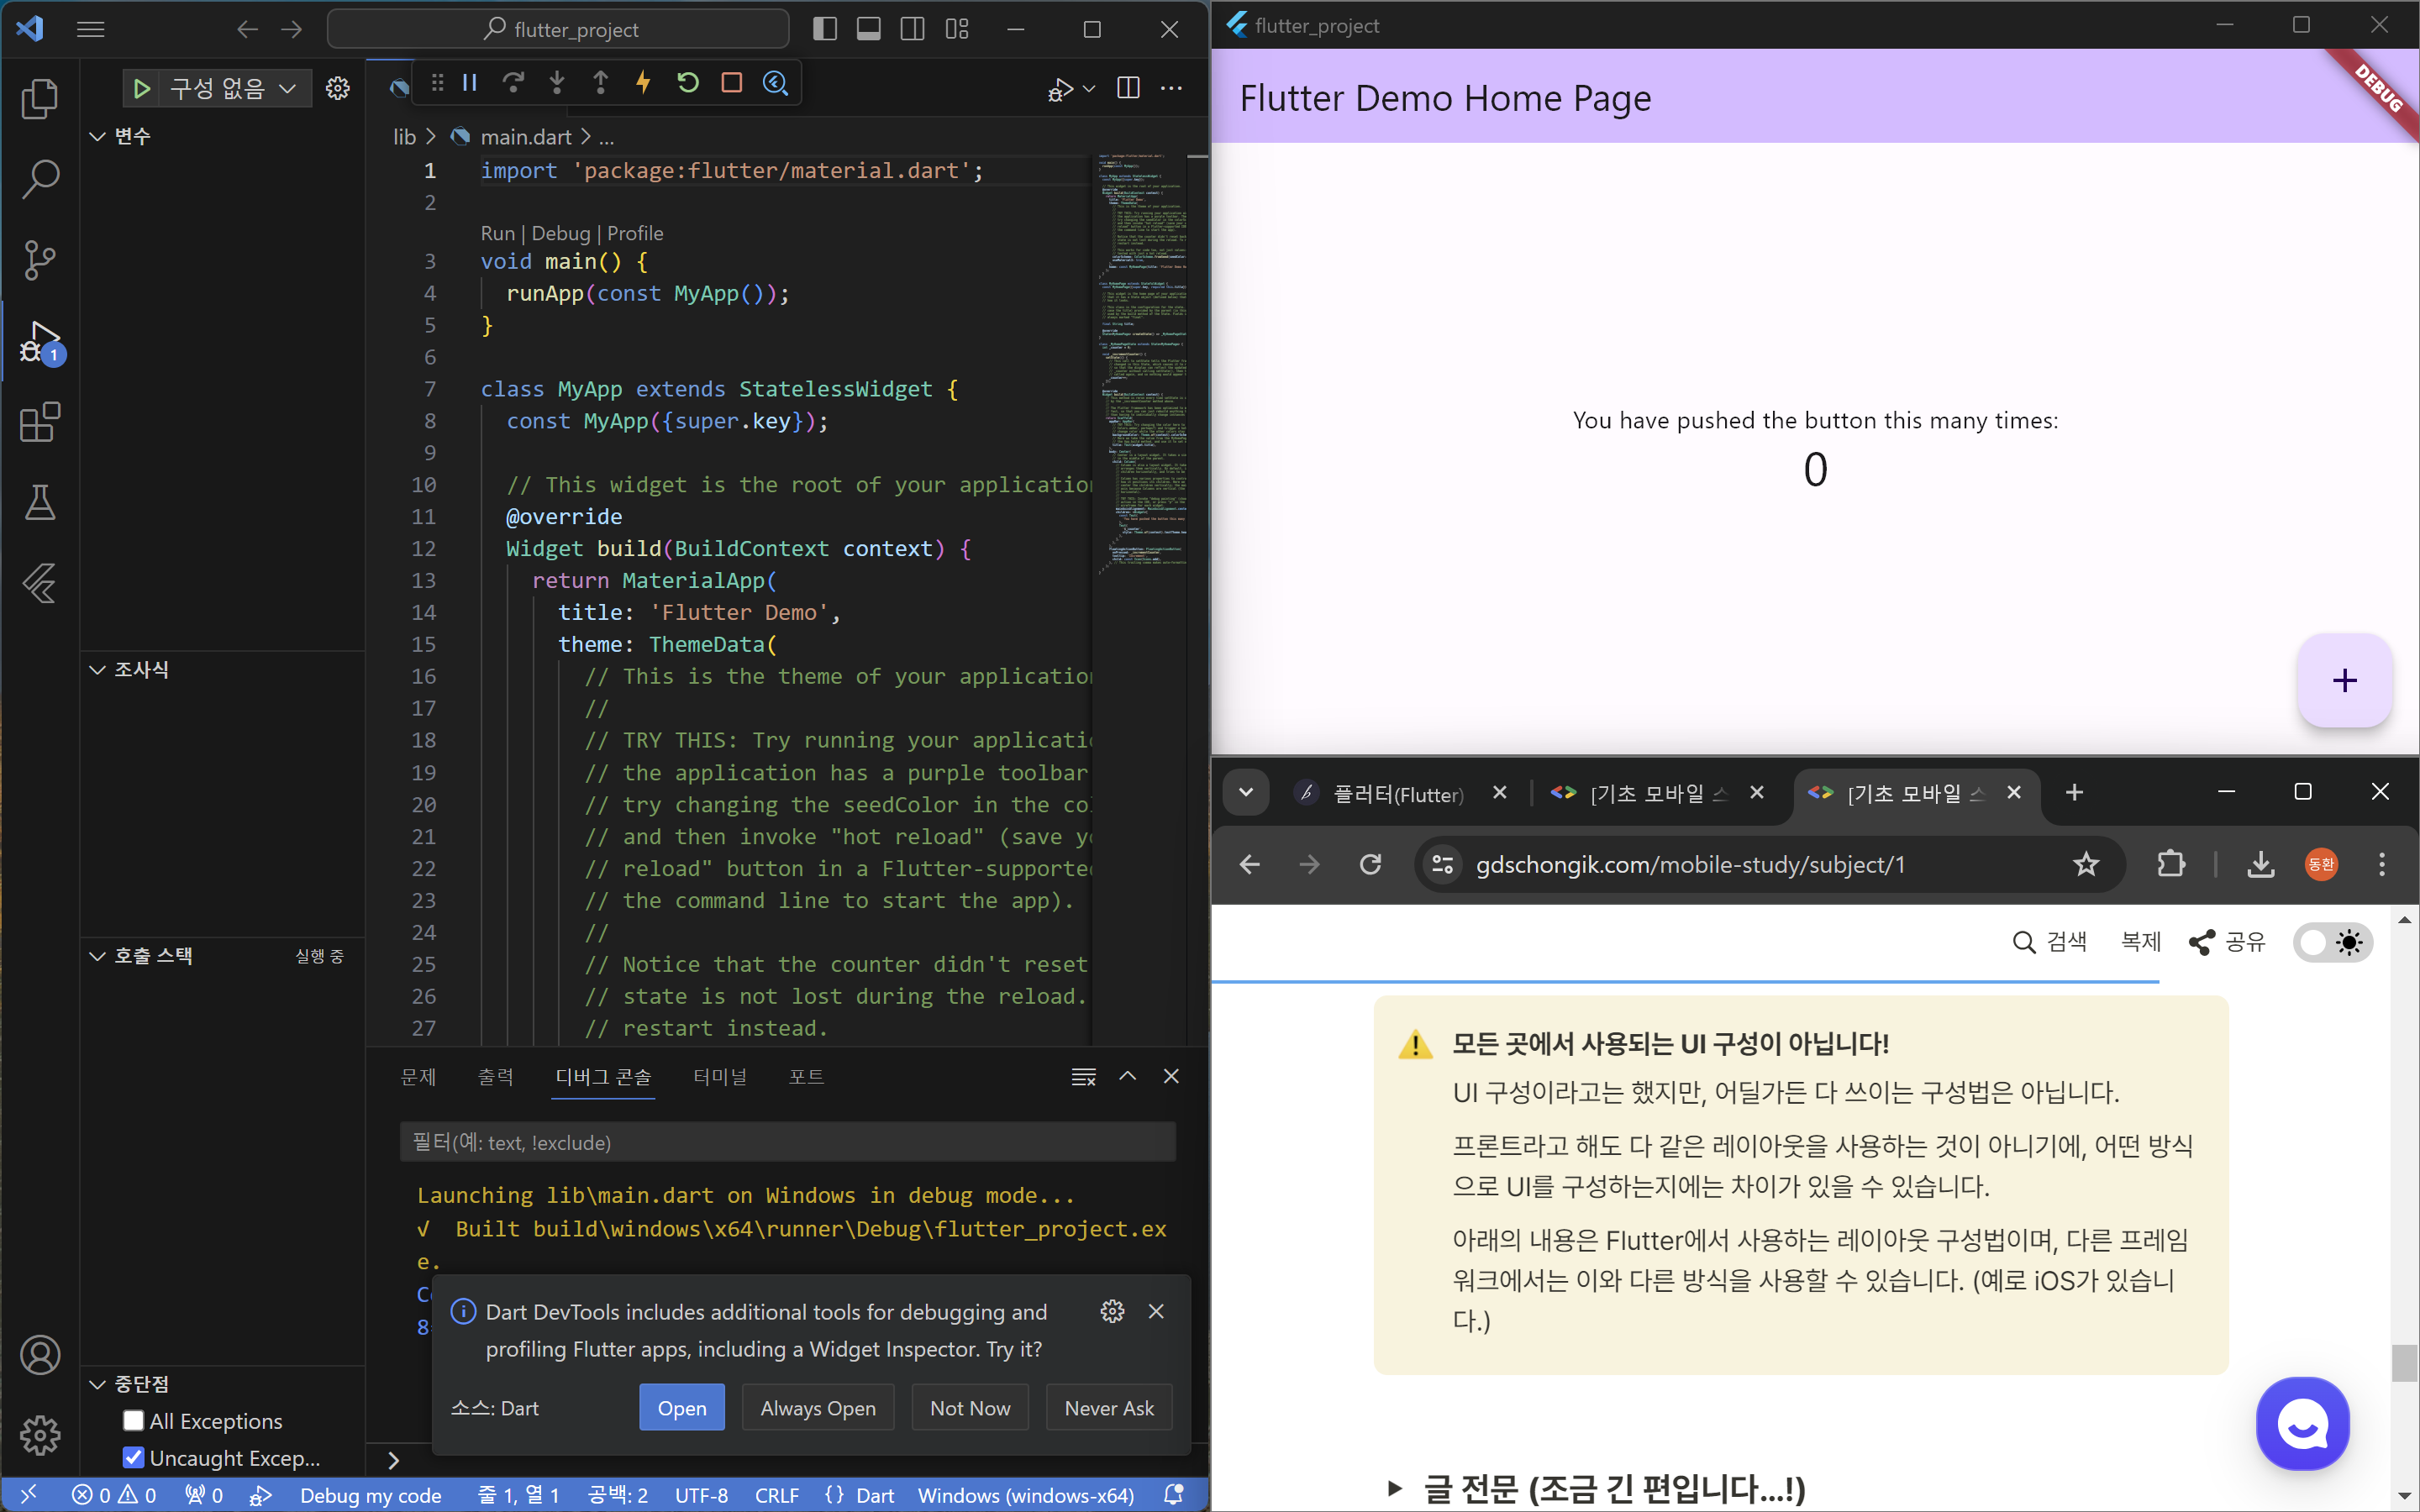 flutter_project
구성 없음
변수
조사식
호출 스택 실행 중
중단점
All Exceptions
Uncaught Excep...
lib > main.dart > ...
1 import 'package:flutter/material.dart';
2
Run | Debug | Profile
3 void main() {
4 runApp(const MyApp());
5 }
6
7 class MyApp extends StatelessWidget {
8 const MyApp({super.key});
9
10 // This widget is the root of your application
11 @override
12 Widget build(BuildContext context) {
13 return MaterialApp(
14 title: 'Flutter Demo',
15 theme: ThemeData(
16 // This is the theme of your application
17 //
18 // TRY THIS: Try running your applicatio
19 // the application has a purple toolbar
20 // try changing the seedColor in the co
21 // and then invoke "hot reload" (save yo
22 // reload" button in a Flutter-supported
23 // the command line to start the app).
24 //
25 // Notice that the counter didn't reset
26 // state is not lost during the reload.
27 // restart instead.
문제 출력 디버그 콘솔 터미널 포트
필터(예: text, !exclude)
Launching lib\main.dart on Windows in debug mode...
√ Built build\windows\x64\runner\Debug\flutter_project.ex
e.
Dart DevTools includes additional tools for debugging and
profiling Flutter apps, including a Widget Inspector. Try it?
소스: Dart Open Always Open Not Now Never Ask
0 0 0 Debug my code 줄 1, 열 1 공백: 2 UTF-8 CRLF {} Dart Windows (windows-x64)
1
flutter_project
Flutter Demo Home Page
DEBUG
You have pushed the button this many times:
0
+
플러터(Flutter) [기초 모바일 [기초 모바일
gdschongik.com/mobile-study/subject/1
동환
검색 복제 공유
모든 곳에서 사용되는 UI 구성이 아닙니다!
UI 구성이라고는 했지만, 어딜가든 다 쓰이는 구성법은 아닙니다.
프론트라고 해도 다 같은 레이아웃을 사용하는 것이 아니기에, 어떤 방식
으로 UI를 구성하는지에는 차이가 있을 수 있습니다.
아래의 내용은 Flutter에서 사용하는 레이아웃 구성법이며, 다른 프레임
워크에서는 이와 다른 방식을 사용할 수 있습니다. (예로 iOS가 있습니
다.)
글 전문 (조금 긴 편입니다...!)